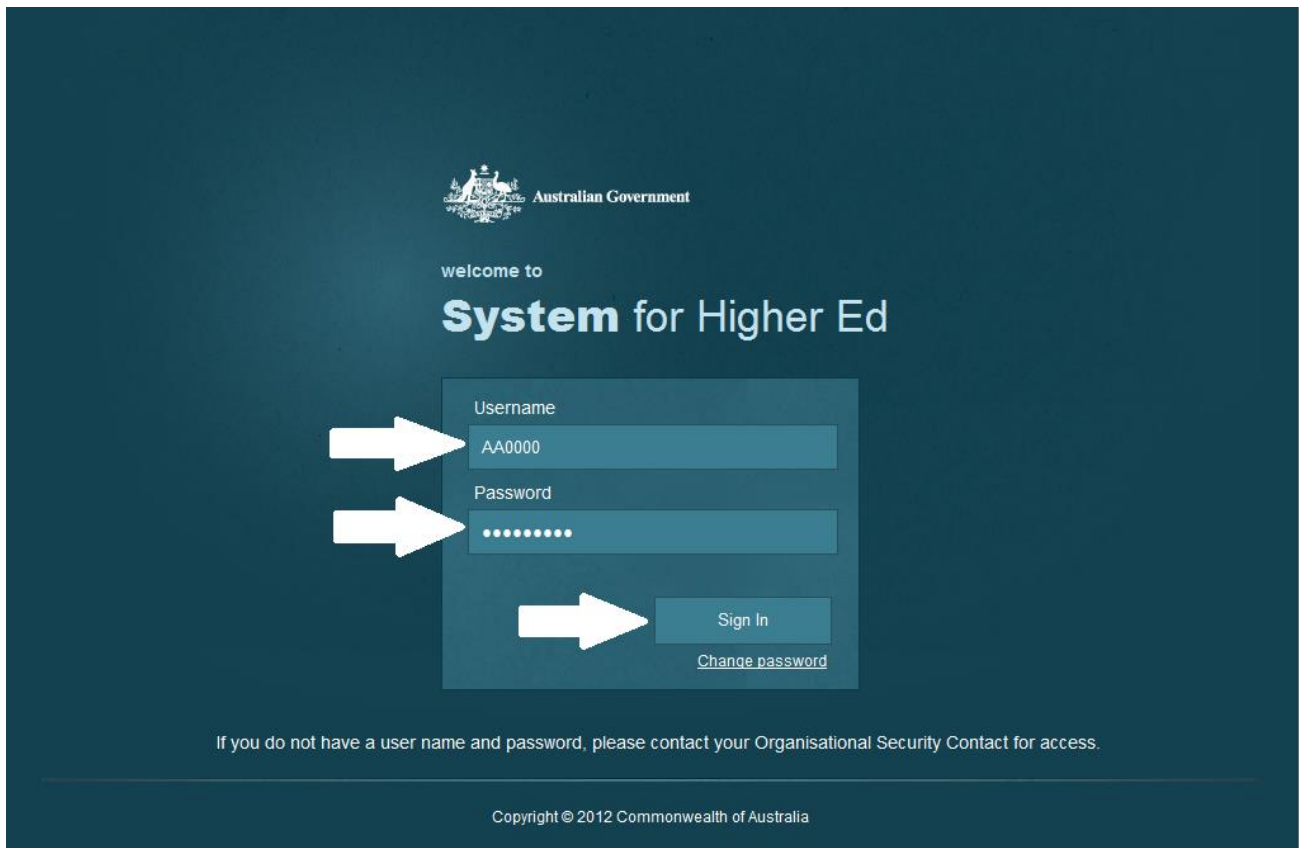 Australian Government
welcome to
System for Higher Ed
Username
AA0000
Password
•••••••••
Sign In
Change password
If you do not have a user name and password, please contact your Organisational Security Contact for access.
Copyright © 2012 Commonwealth of Australia